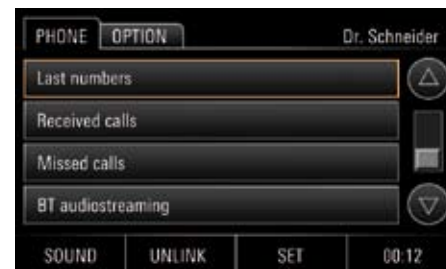 PHONE OPTION Dr. Schneider
Last numbers
Received calls
Missed calls
BT audiostreaming
SOUND UNLINK SET 00:12